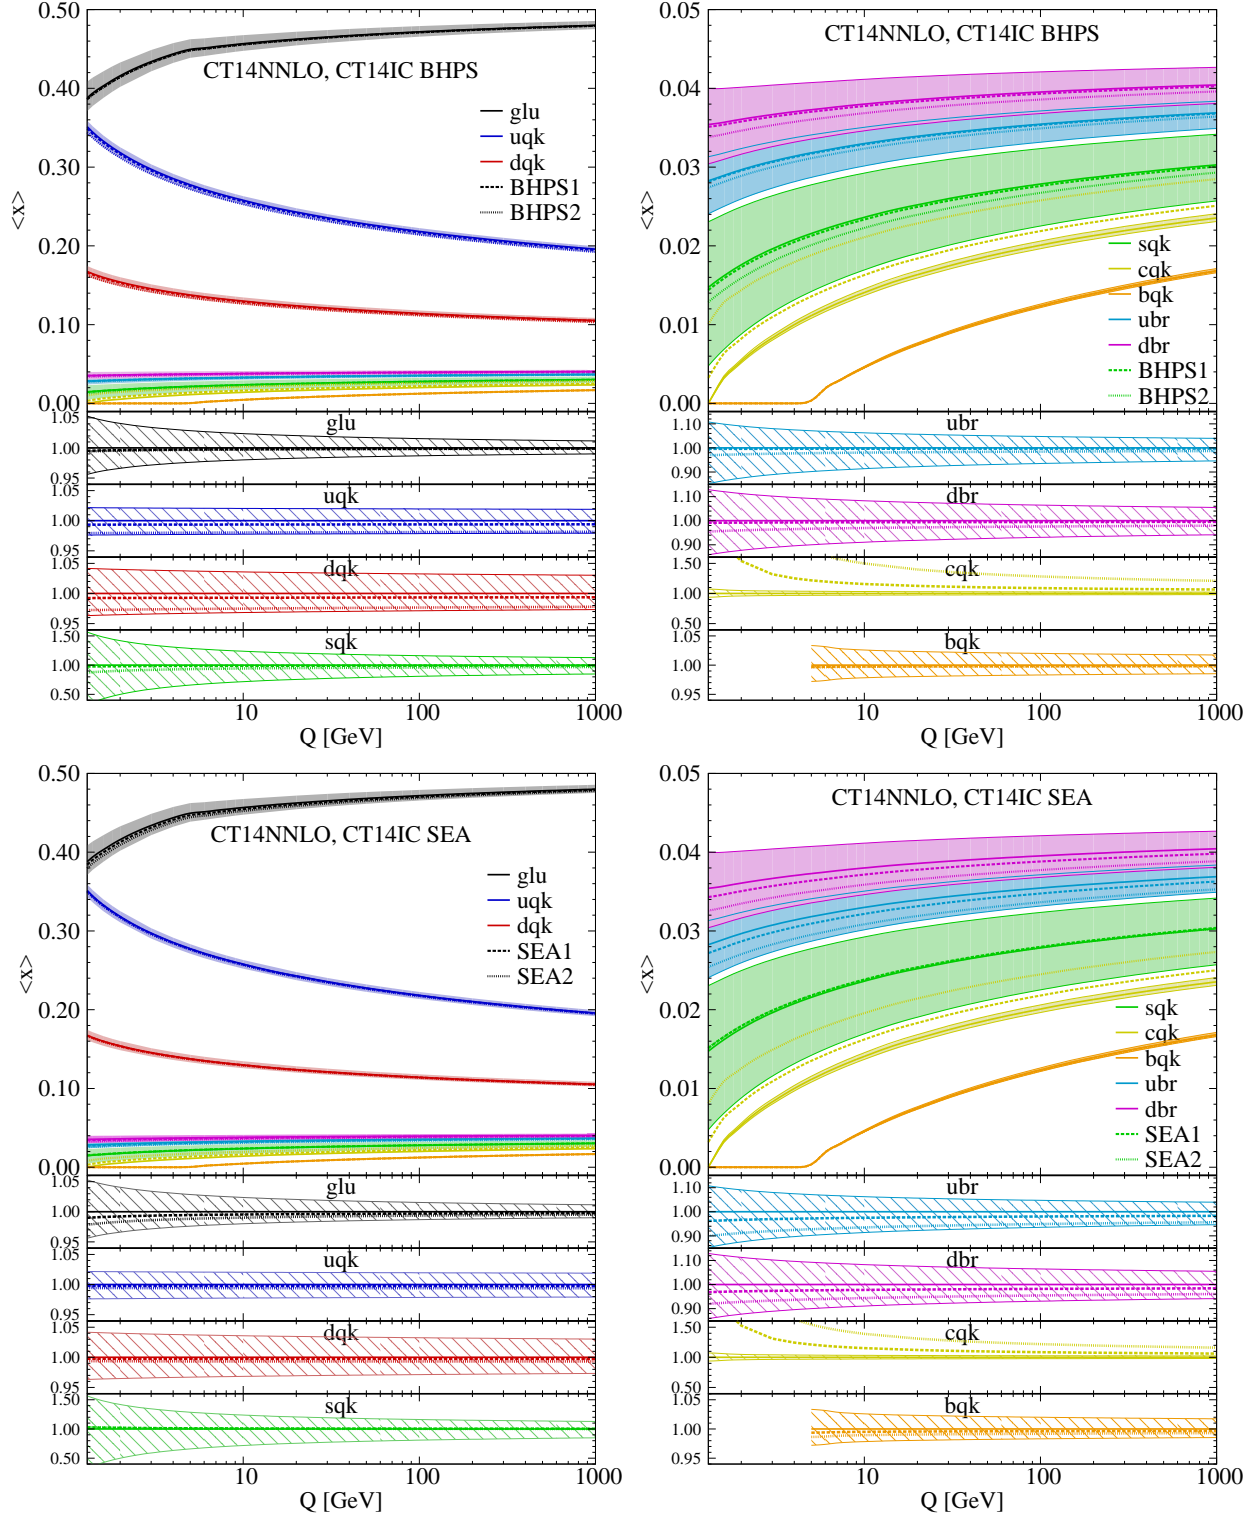 0.50
0.40
0.30
0.20
0.10
0.00
<x>
CT14NNLO, CT14IC BHPS
glu
uqk
dqk
BHPS1
BHPS2
1.05
1.00
0.95
glu
1.05
1.00
0.95
uqk
1.05
1.00
0.95
dqk
1.50
1.00
0.50
sqk
10
100
1000
Q [GeV]
0.05
0.04
0.03
0.02
0.01
0.00
<x>
CT14NNLO, CT14IC BHPS
sqk
cqk
bqk
ubr
dbr
BHPS1
BHPS2
1.10
1.00
0.90
ubr
1.10
1.00
0.90
dbr
1.50
1.00
0.50
cqk
1.05
1.00
0.95
bqk
10
100
1000
Q [GeV]
0.50
0.40
0.30
0.20
0.10
0.00
<x>
CT14NNLO, CT14IC SEA
glu
uqk
dqk
SEA1
SEA2
1.05
1.00
0.95
glu
1.05
1.00
0.95
uqk
1.05
1.00
0.95
dqk
1.50
1.00
0.50
sqk
10
100
1000
Q [GeV]
0.05
0.04
0.03
0.02
0.01
0.00
<x>
CT14NNLO, CT14IC SEA
sqk
cqk
bqk
ubr
dbr
SEA1
SEA2
1.10
1.00
0.90
ubr
1.10
1.00
0.90
dbr
1.50
1.00
0.50
cqk
1.05
1.00
0.95
bqk
10
100
1000
Q [GeV]